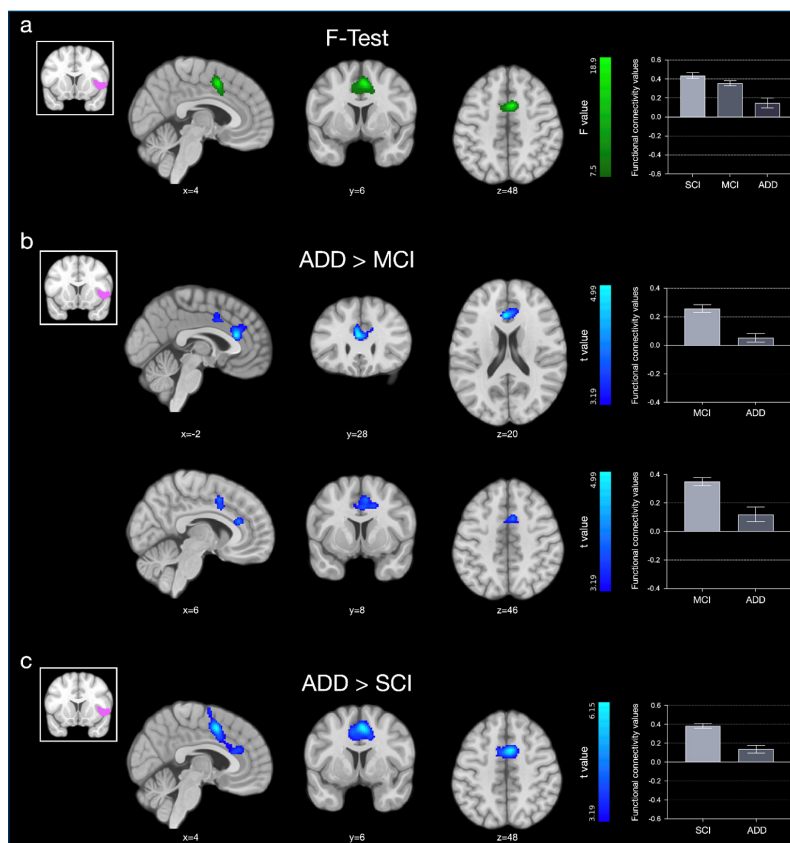 a
F-Test
18.9
F value
7.5
x=4
y=6
z=48
Functional connectivity values
0.6
0.4
0.2
0.0
-0.2
-0.4
-0.6
SCI MCI ADD
b
ADD > MCI
4.99
t value
3.19
x=-2
y=28
z=20
Functional connectivity values
0.4
0.2
0.0
-0.2
-0.4
MCI ADD
4.99
t value
3.19
x=6
y=8
z=46
Functional connectivity values
0.4
0.2
0.0
-0.2
-0.4
MCI ADD
c
ADD > SCI
6.15
t value
3.19
x=4
y=6
z=48
Functional connectivity values
0.6
0.4
0.2
0.0
-0.2
-0.4
-0.6
SCI ADD